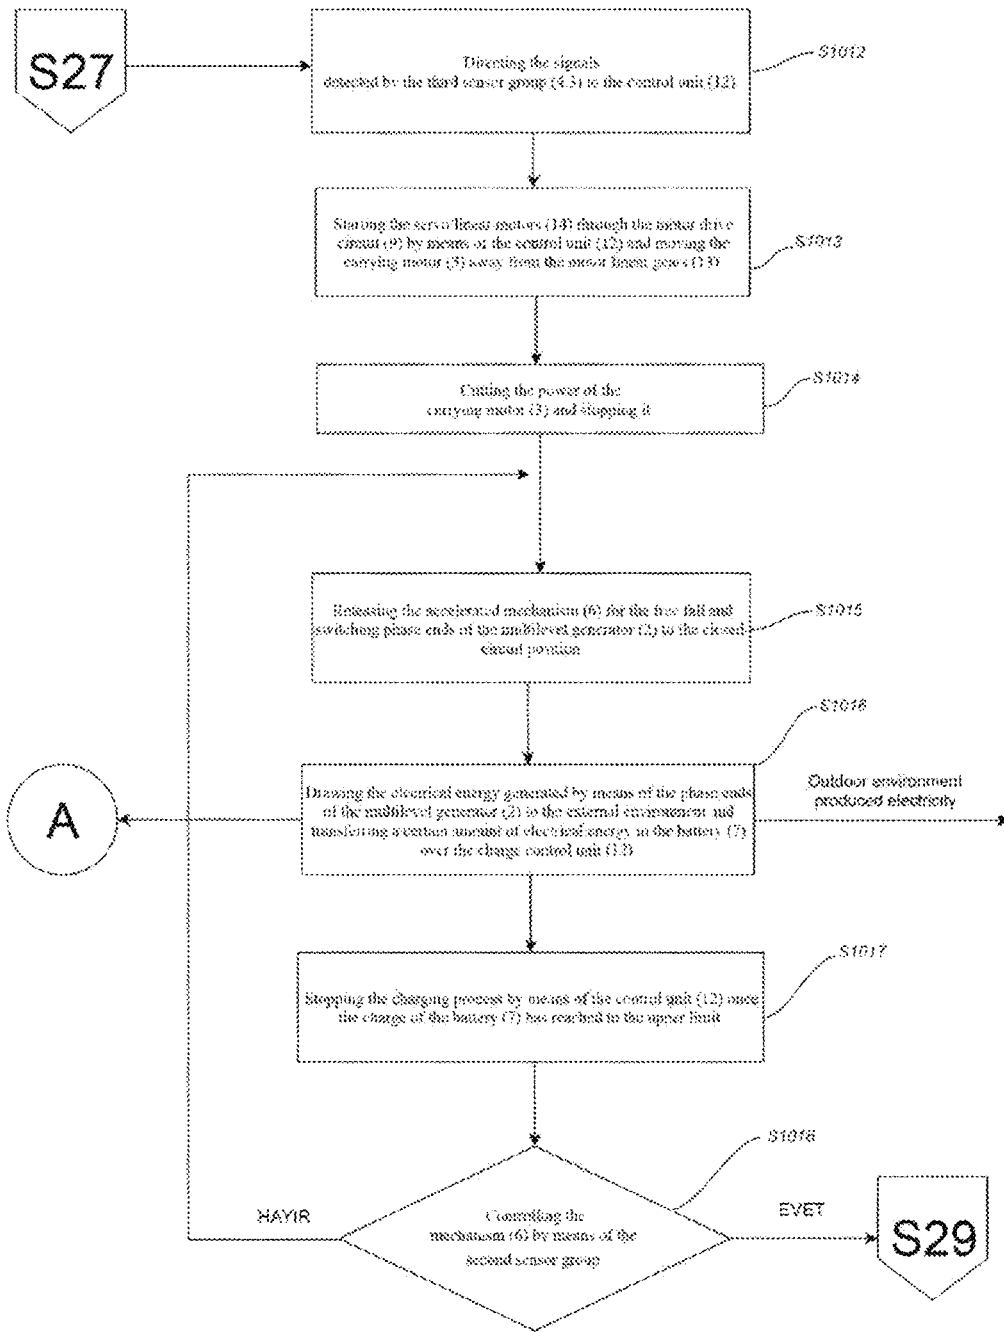 S27
Directing the signals
detected by the third sensor group (4.3) to the control unit (12)
S1012
Starting the servo linear motors (14) through the motor drive
circuit (9) by means of the control unit (12) and moving the
carrying motor (3) away from the motor linear gears (13)
S1013
Cutting the power of the
carrying motor (3) and stopping it
S1014
Releasing the accelerated mechanism (6) for the free fall and
switching phase ends of the multilevel generator (2) to the closed
circuit position
S1015
S1016
A
Drawing the electrical energy generated by means of the phase ends
of the multilevel generator (2) to the external environment and
transferring a certain amount of electrical energy to the battery (7)
over the charge control unit (12)
Outdoor environment
produced electricity
S1017
Stopping the charging process by means of the control unit (12) once
the charge of the battery (7) has reached to the upper limit
S1018
HAYIR
Controlling the
mechanism (6) by means of the
second sensor group
EVET
S29